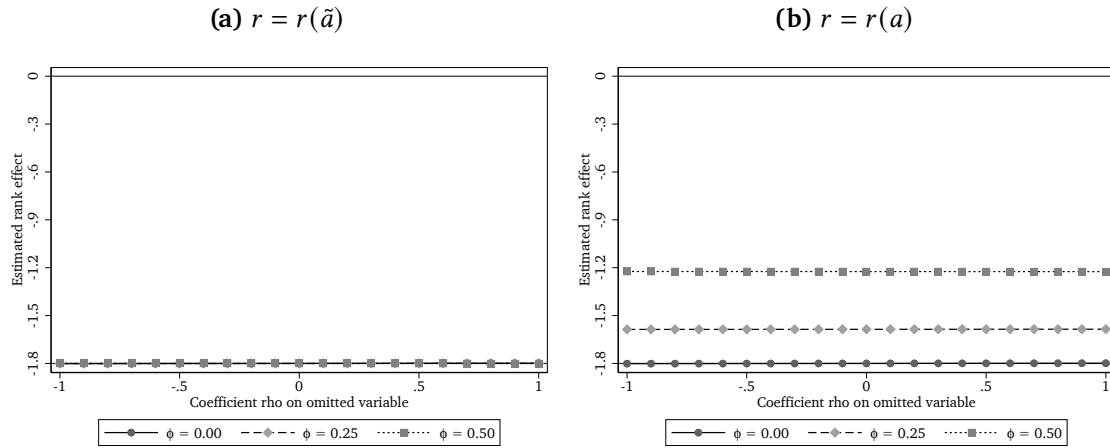 (a) r = r(ã)
0
-.3
-.6
-.9
-1.2
-1.5
-1.8
Estimated rank effect
-1
-.5
0
.5
1
Coefficient rho on omitted variable
ϕ = 0.00
ϕ = 0.25
ϕ = 0.50
(b) r = r(a)
0
-.3
-.6
-.9
-1.2
-1.5
-1.8
Estimated rank effect
-1
-.5
0
.5
1
Coefficient rho on omitted variable
ϕ = 0.00
ϕ = 0.25
ϕ = 0.50